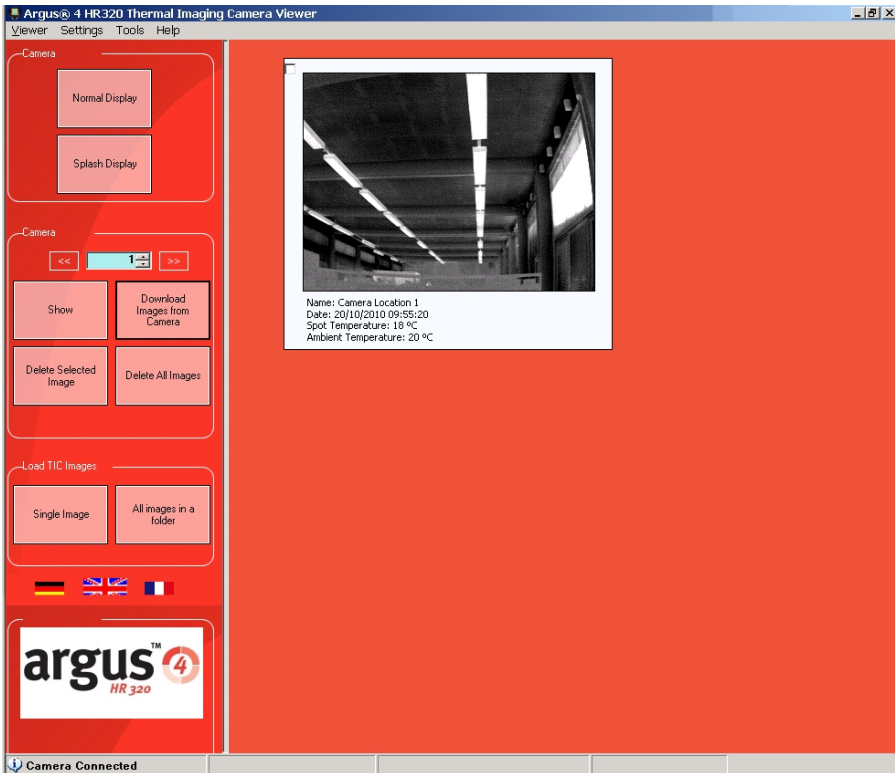 Argus® 4 HR320 Thermal Imaging Camera Viewer
Viewer Settings Tools Help
Camera
Normal Display
Splash Display
Camera
<< 1 >>
Show
Download
Images from
Camera
Delete Selected
Image
Delete All Images
Load TIC Images
Single Image
All images in a
folder
argus™ 4
HR 320
Name: Camera Location 1
Date: 20/10/2010 09:55:20
Spot Temperature: 18 ºC
Ambient Temperature: 20 ºC
Camera Connected